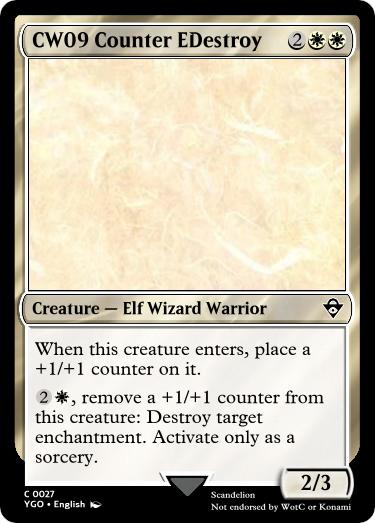 CW09 Counter EDestroy 2
Creature — Elf Wizard Warrior
When this creature enters, place a
+1/+1 counter on it.
2, remove a +1/+1 counter from
this creature: Destroy target
enchantment. Activate only as a
sorcery.
2/3
C 0027
YGO • English
Scandelion
Not endorsed by WotC or Konami